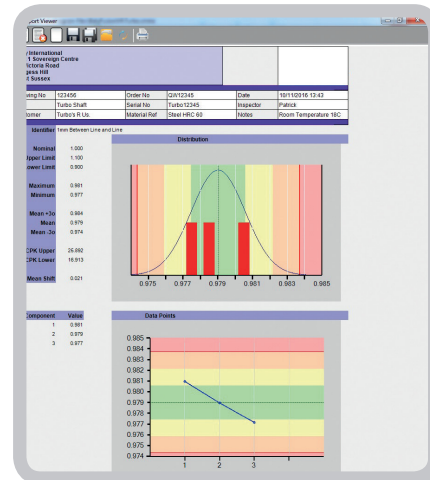 port Viewer
International
1 Sovereign Centre
ictoria Road
gess Hill
t Sussex
wing No 123456 Order No QW12345 Date 10/11/2016 13:43
Turbo Shaft Serial No Turbo12345 Inspector Patrick
omer Turbo's R Us Material Ref Steel HRC 60 Notes Room Temperature 18C
Identifier 1mm Between Line and Line
Distribution
Nominal 1.000
Upper Limit 1.100
ower Limit 0.900
Maximum 0.981
Minimum 0.977
Mean +3σ 0.984
Mean 0.979
Mean -3σ 0.974
CPK Upper 25.092
CPK Lower 16.913
Mean Shift 0.021
0.975 0.977 0.979 0.981 0.983 0.985
Component Value
1 0.981
2 0.979
3 0.977
Data Points
0.985
0.984
0.983
0.982
0.981
0.980
0.979
0.978
0.977
0.976
0.975
0.974
1 2 3